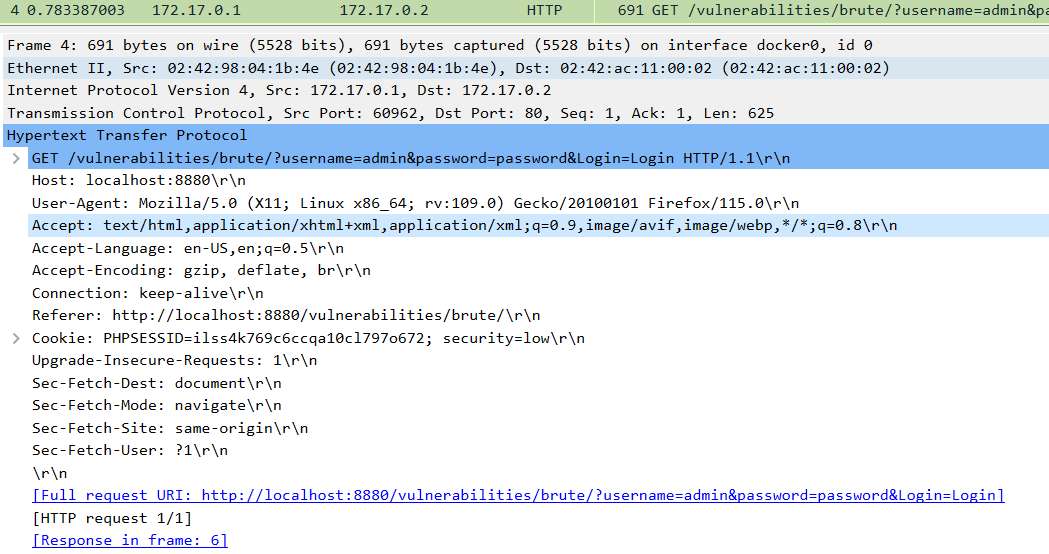 4 0.783387003 172.17.0.1 172.17.0.2 HTTP 691 GET /vulnerabilities/brute/?username=admin&pa
Frame 4: 691 bytes on wire (5528 bits), 691 bytes captured (5528 bits) on interface docker0, id 0
Ethernet II, Src: 02:42:98:04:1b:4e (02:42:98:04:1b:4e), Dst: 02:42:ac:11:00:02 (02:42:ac:11:00:02)
Internet Protocol Version 4, Src: 172.17.0.1, Dst: 172.17.0.2
Transmission Control Protocol, Src Port: 60962, Dst Port: 80, Seq: 1, Ack: 1, Len: 625
Hypertext Transfer Protocol
GET /vulnerabilities/brute/?username=admin&password=password&Login=Login HTTP/1.1\r\n
Host: localhost:8880\r\n
User-Agent: Mozilla/5.0 (X11; Linux x86_64; rv:109.0) Gecko/20100101 Firefox/115.0\r\n
Accept: text/html,application/xhtml+xml,application/xml;q=0.9,image/avif,image/webp,*/*;q=0.8\r\n
Accept-Language: en-US,en;q=0.5\r\n
Accept-Encoding: gzip, deflate, br\r\n
Connection: keep-alive\r\n
Referer: http://localhost:8880/vulnerabilities/brute/\r\n
Cookie: PHPSESSID=ilss4k769c6ccqa10cl797o672; security=low\r\n
Upgrade-Insecure-Requests: 1\r\n
Sec-Fetch-Dest: document\r\n
Sec-Fetch-Mode: navigate\r\n
Sec-Fetch-Site: same-origin\r\n
Sec-Fetch-User: ?1\r\n
\r\n
[Full request URI: http://localhost:8880/vulnerabilities/brute/?username=admin&password=password&Login=Login]
[HTTP request 1/1]
[Response in frame: 6]